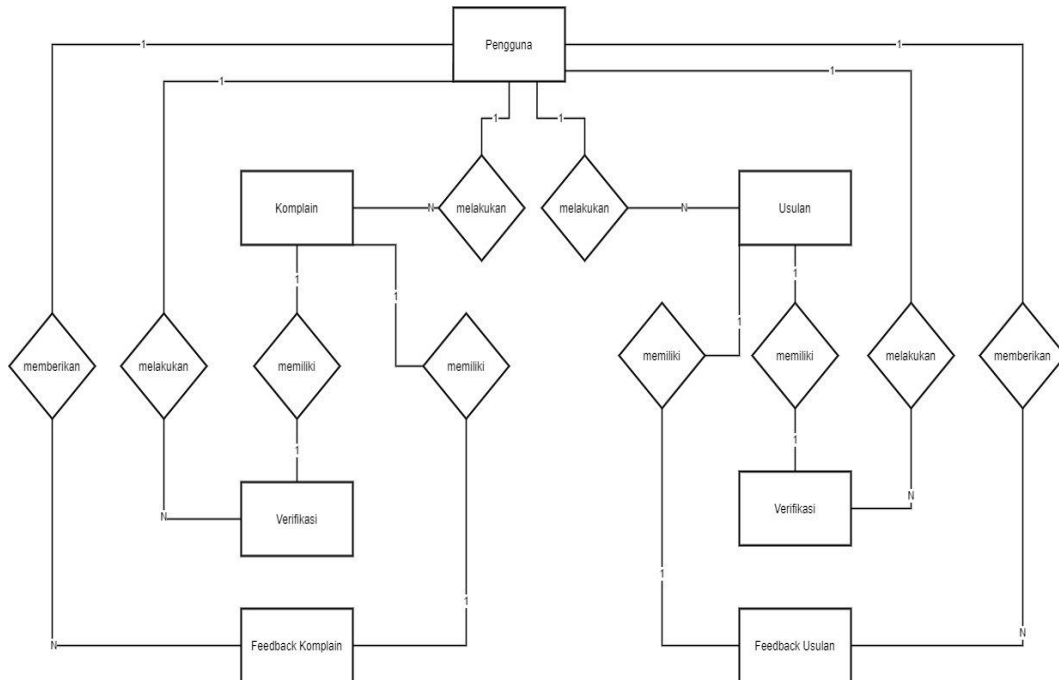 Pengguna
1
1
1
1
1
1
Komplain
N
melakukan
melakukan
N
Usulan
1
1
1
1
memberikan
melakukan
memiliki
memiliki
memiliki
memiliki
melakukan
memberikan
1
1
Verifikasi
N
Verifikasi
N
1
1
N
Feedback Komplain
Feedback Usulan
N